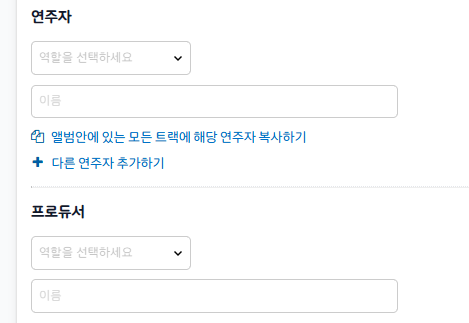 연주자
역할을 선택하세요
이름
앨범안에 있는 모든 트랙에 해당 연주자 복사하기
다른 연주자 추가하기
프로듀서
역할을 선택하세요
이름